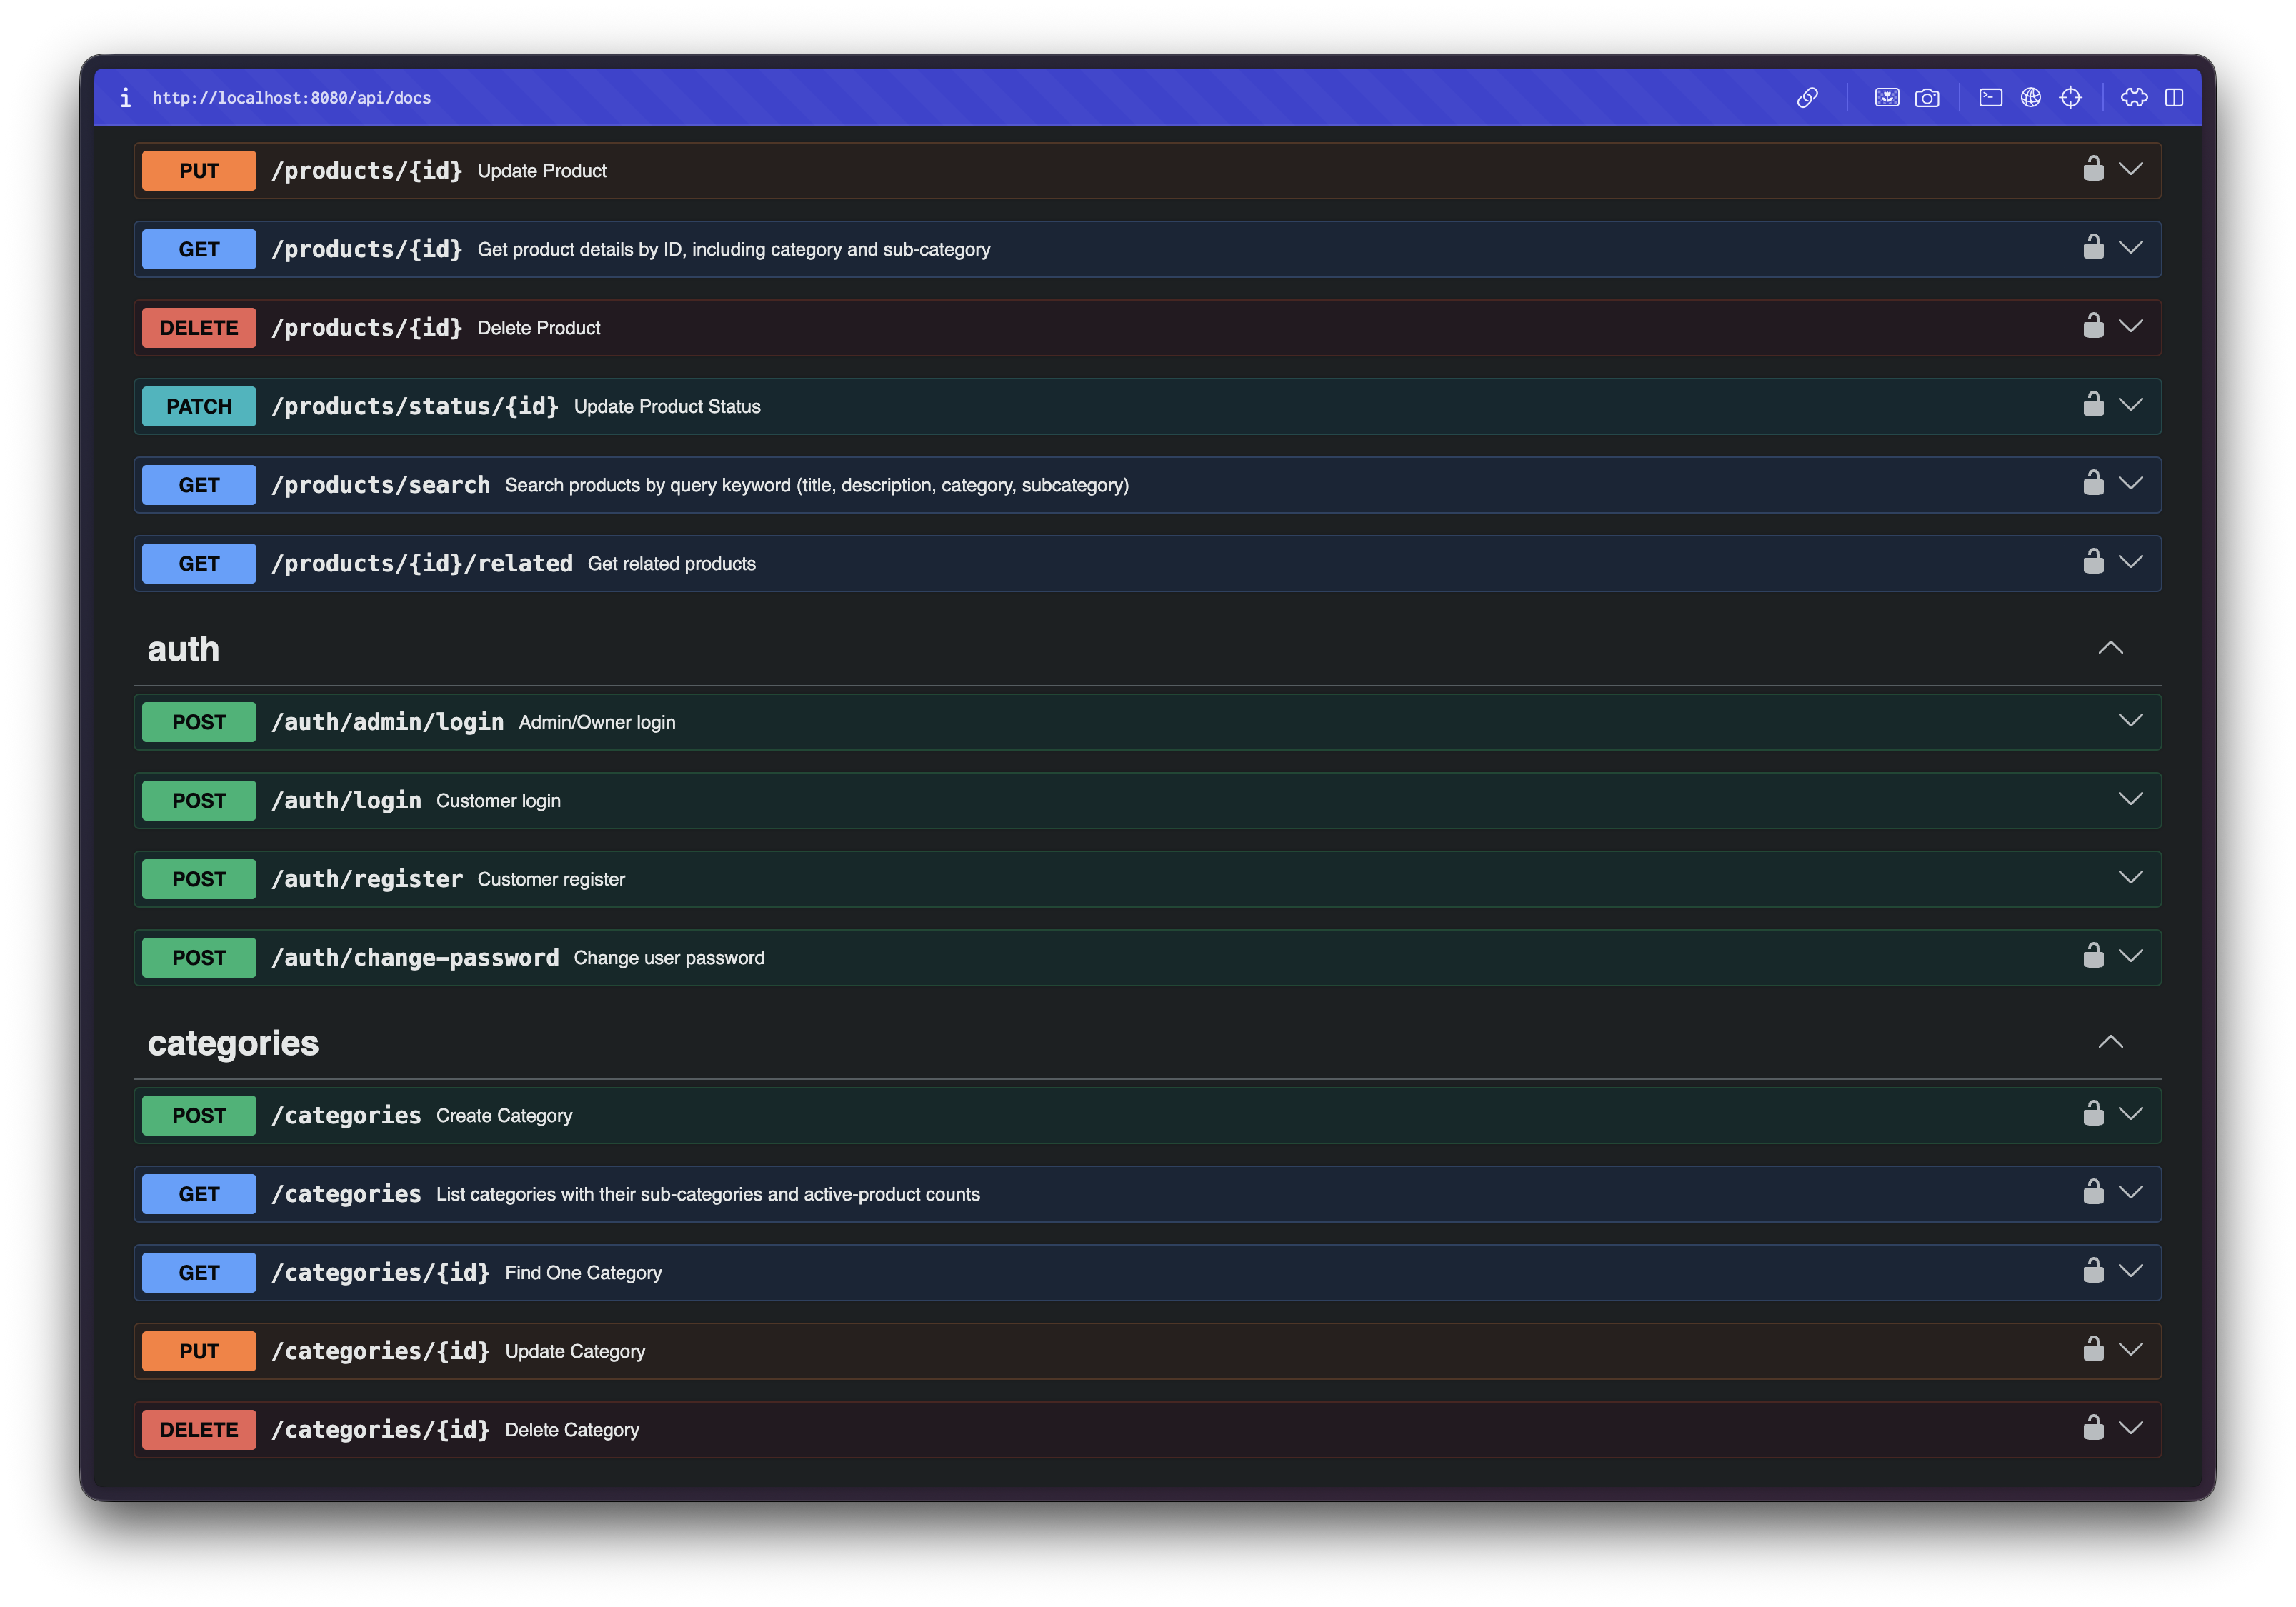 i http://localhost:8080/api/docs
PUT /products/{id} Update Product
GET /products/{id} Get product details by ID, including category and sub-category
DELETE /products/{id} Delete Product
PATCH /products/status/{id} Update Product Status
GET /products/search Search products by query keyword (title, description, category, subcategory)
GET /products/{id}/related Get related products
auth
POST /auth/admin/login Admin/Owner login
POST /auth/login Customer login
POST /auth/register Customer register
POST /auth/change-password Change user password
categories
POST /categories Create Category
GET /categories List categories with their sub-categories and active-product counts
GET /categories/{id} Find One Category
PUT /categories/{id} Update Category
DELETE /categories/{id} Delete Category